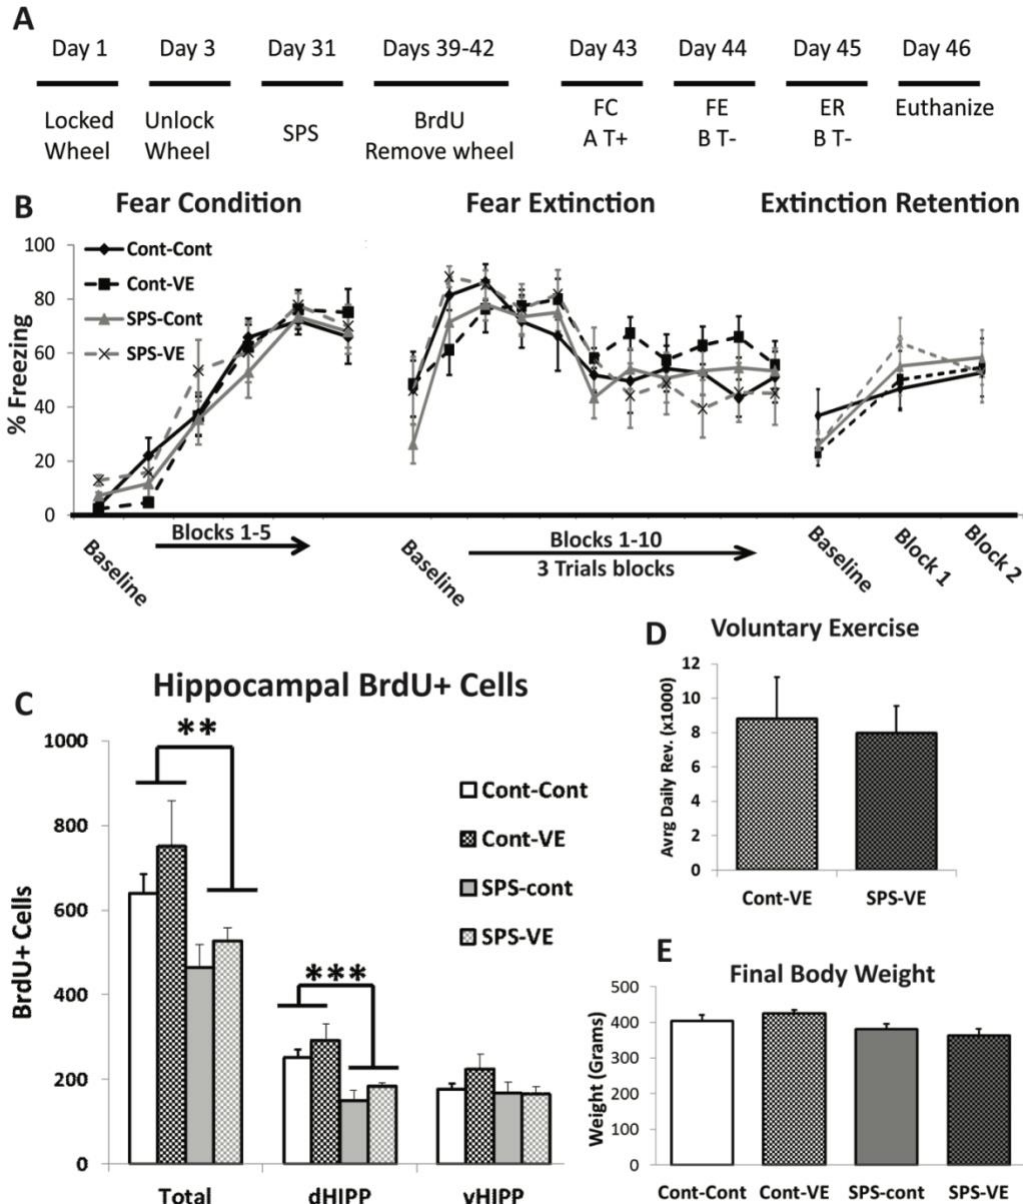 A
Day 1 Day 3 Day 31 Days 39-42 Day 43 Day 44 Day 45 Day 46
Locked Wheel
Unlock Wheel
SPS
BrdU
Remove wheel
FC
A T+
FE
B T-
ER
B T-
Euthanize
B
Fear Condition
Fear Extinction
Extinction Retention
% Freezing
100
80
60
40
20
0
Cont-Cont
Cont-VE
SPS-Cont
SPS-VE
Baseline
Blocks 1-5
Baseline
Blocks 1-10
3 Trials blocks
Baseline
Block 1
Block 2
C
Hippocampal BrdU+ Cells
BrdU+ Cells
1000
800
600
400
200
0
**
***
Cont-Cont
Cont-VE
SPS-cont
SPS-VE
Total
dHIPP
vHIPP
D
Voluntary Exercise
Avrg Daily Rev. (x1000)
12
10
8
6
4
2
0
Cont-VE
SPS-VE
E
Final Body Weight
Weight (Grams)
500
400
300
200
100
0
Cont-Cont
Cont-VE
SPS-cont
SPS-VE